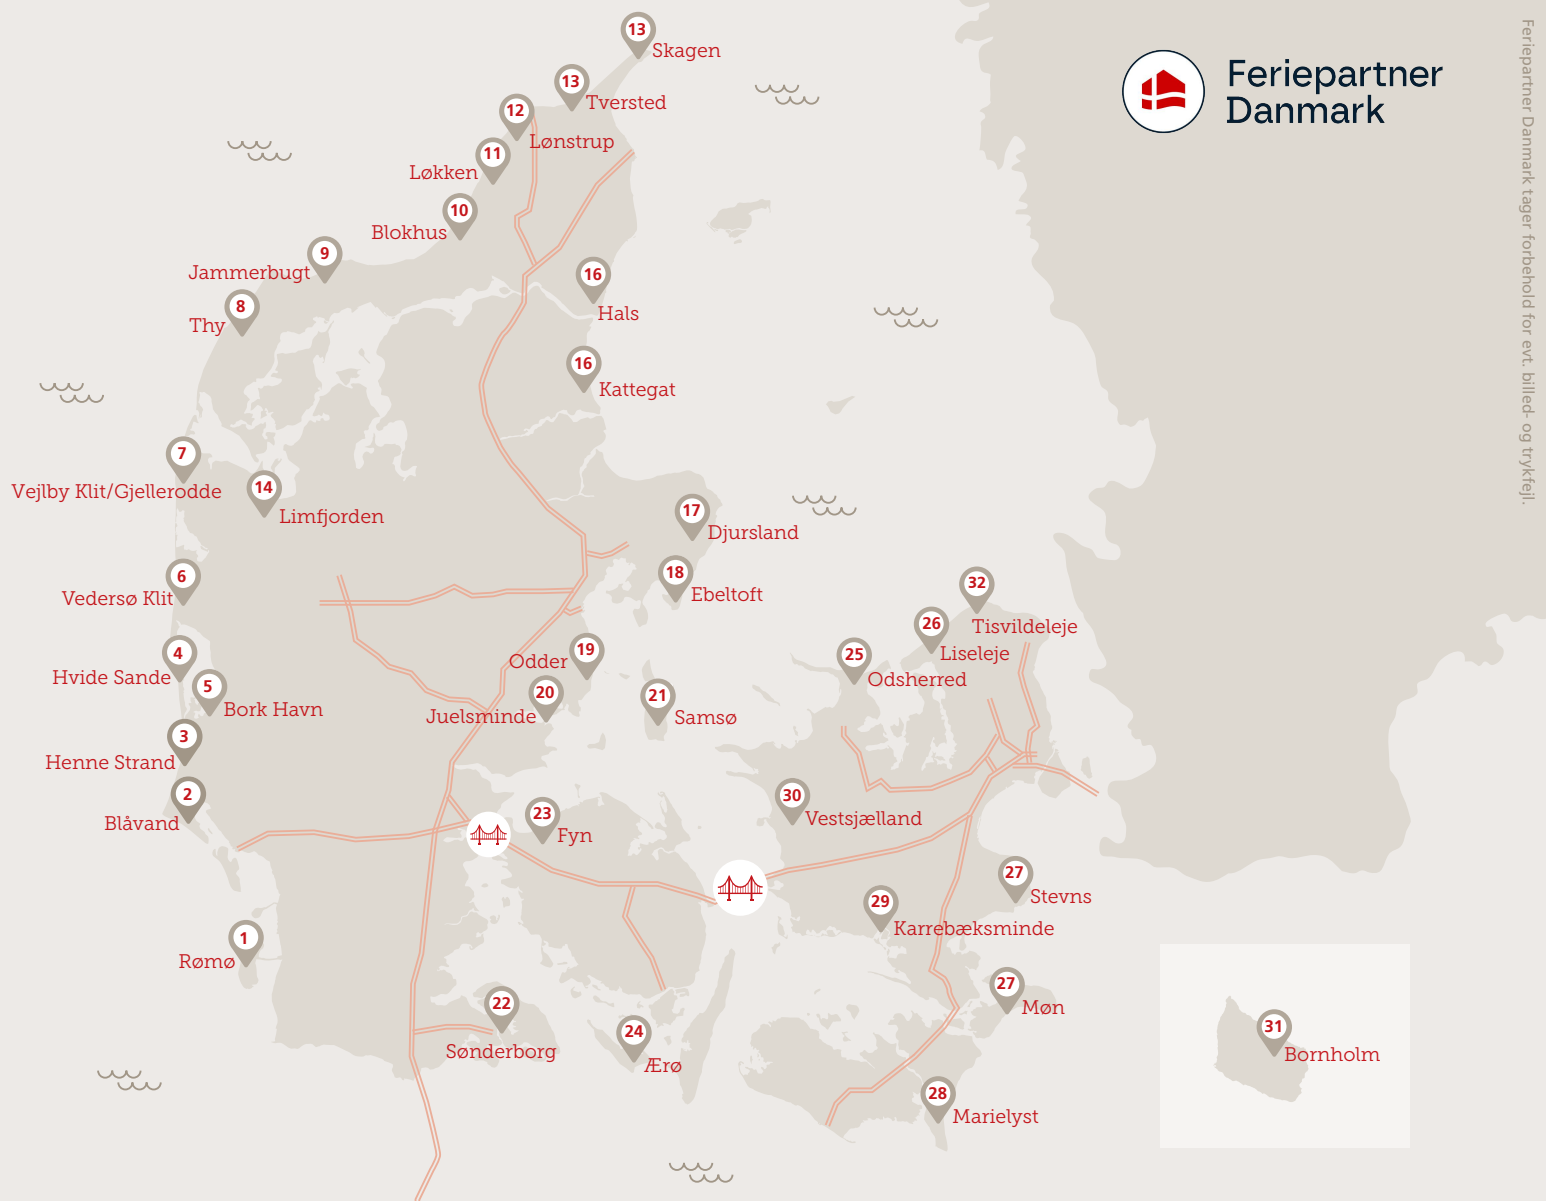 Feriepartner
Danmark
Feriepartner Danmark tager forbehold for evt. billed- og trykfejl.
13
Skagen
13
Tversted
12
Lønstrup
11
Løkken
10
Blokhus
9
Jammerbugt
8
Thy
16
Hals
16
Kattegat
7
Vejlby Klit/Gjellerodde
14
Limfjorden
17
Djursland
18
Ebeltoft
6
Vedersø Klit
32
Tisvildeleje
26
Liseleje
25
Odsherred
4
Hvide Sande
5
Bork Havn
19
Odder
20
Juelsminde
21
Samsø
3
Henne Strand
2
Blåvand
23
Fyn
30
Vestsjælland
27
Stevns
29
Karrebæksminde
1
Rømø
22
Sønderborg
24
Ærø
27
Møn
28
Marielyst
31
Bornholm